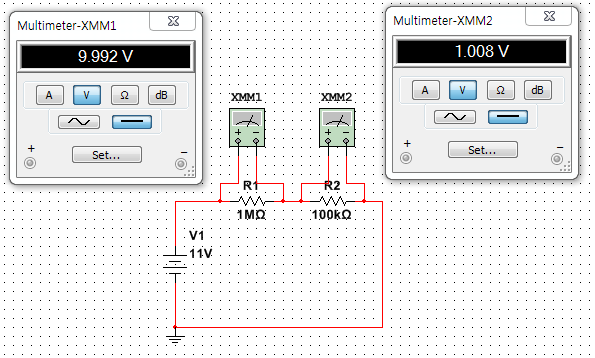 Multimeter-XMM1
9.992 V
A V Ω dB
+ −
Set...
Multimeter-XMM2
1.008 V
A V Ω dB
+ −
Set...
XMM1 XMM2
+ − + −
R1 R2
1MΩ 100kΩ
V1
11V